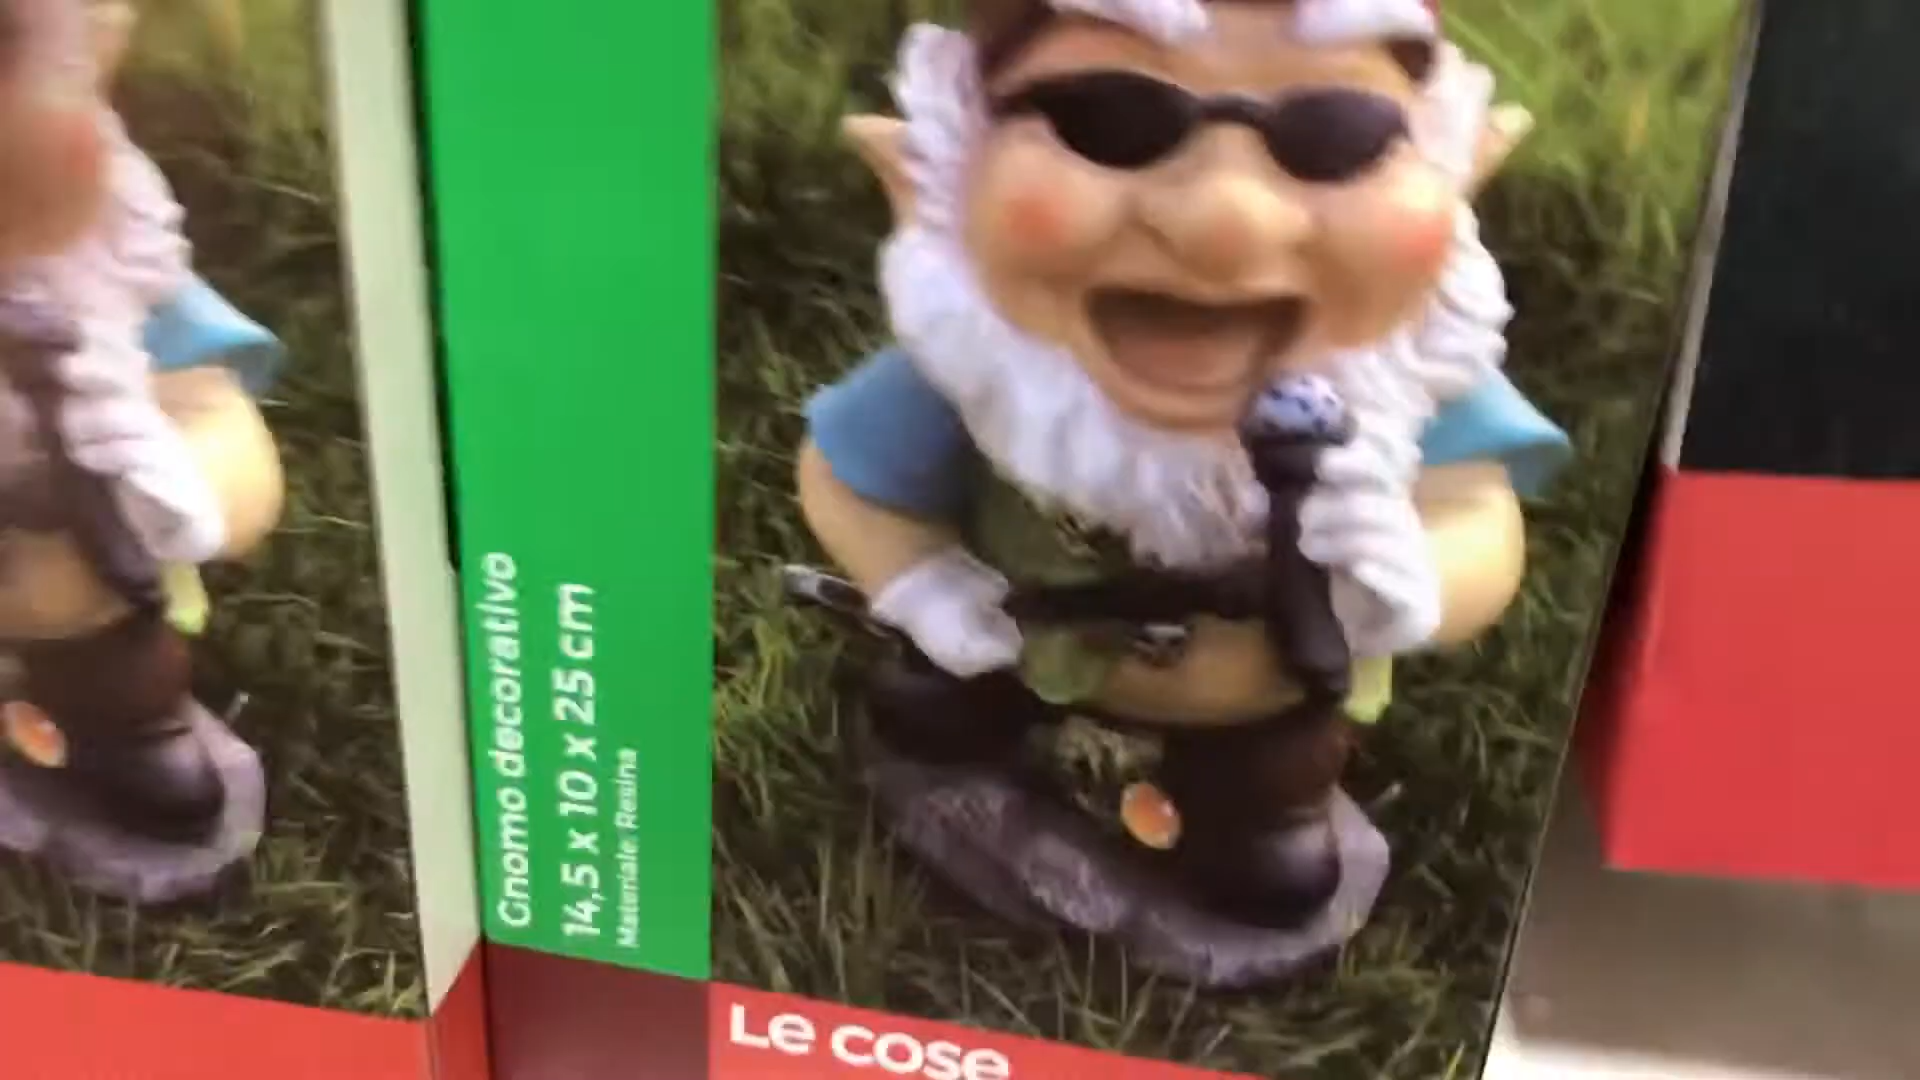 Gnomo decorativo
14,5 x 10 x 25 cm
Materiale: Resina
Le cose